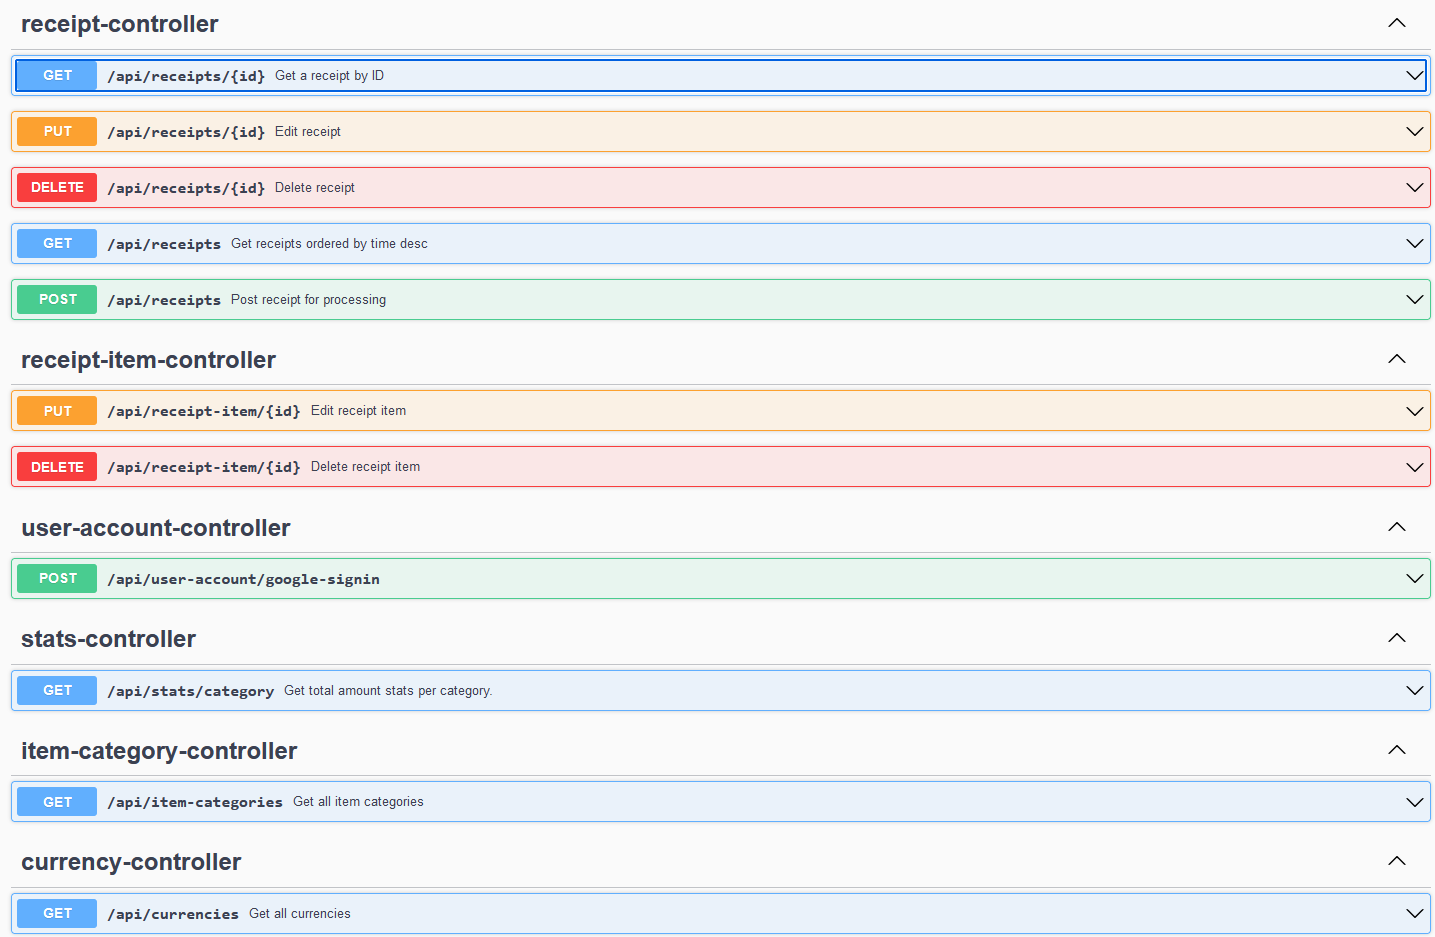 receipt-controller
GET /api/receipts/{id} Get a receipt by ID
PUT /api/receipts/{id} Edit receipt
DELETE /api/receipts/{id} Delete receipt
GET /api/receipts Get receipts ordered by time desc
POST /api/receipts Post receipt for processing
receipt-item-controller
PUT /api/receipt-item/{id} Edit receipt item
DELETE /api/receipt-item/{id} Delete receipt item
user-account-controller
POST /api/user-account/google-signin
stats-controller
GET /api/stats/category Get total amount stats per category.
item-category-controller
GET /api/item-categories Get all item categories
currency-controller
GET /api/currencies Get all currencies